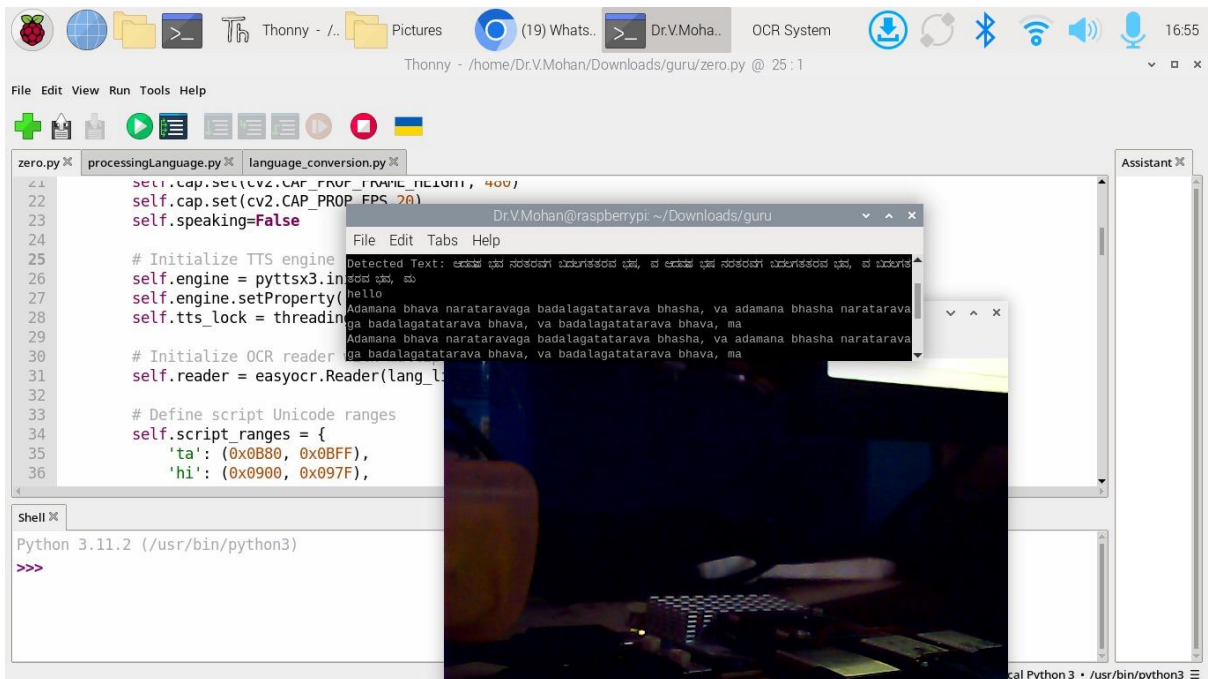 Thonny - /..
Pictures
(19) Whats..
Dr.V.Moha..
OCR System
16:55
Thonny - /home/Dr.V.Mohan/Downloads/guru/zero.py @ 25 : 1
File Edit View Run Tools Help
zero.py
processingLanguage.py
language_conversion.py
Assistant
21 self.cap.set(cv2.CAP_PROP_FRAME_HEIGHT, 480)
22 self.cap.set(cv2.CAP_PROP_FPS,20)
23 self.speaking=False
24
25 # Initialize TTS engine
26 self.engine = pyttsx3.in
27 self.engine.setProperty(
28 self.tts_lock = threadin
29
30 # Initialize OCR reader
31 self.reader = easyocr.Reader(lang_li
32
33 # Define script Unicode ranges
34 self.script_ranges = {
35 'ta': (0x0B80, 0x0BFF),
36 'hi': (0x0900, 0x097F),
Dr.V.Mohan@raspberrypi: ~/Downloads/guru
File Edit Tabs Help
Detected Text:
hello
Adamana bhava narataravaga badalagatatarava bhasha, va adamana bhasha naratarava
ga badalagatatarava bhava, va badalagatatarava bhava, ma
Adamana bhava narataravaga badalagatatarava bhasha, va adamana bhasha naratarava
ga badalagatatarava bhava, va badalagatatarava bhava, ma
Shell
Python 3.11.2 (/usr/bin/python3)
>>>
cal Python 3 • /usr/bin/python3